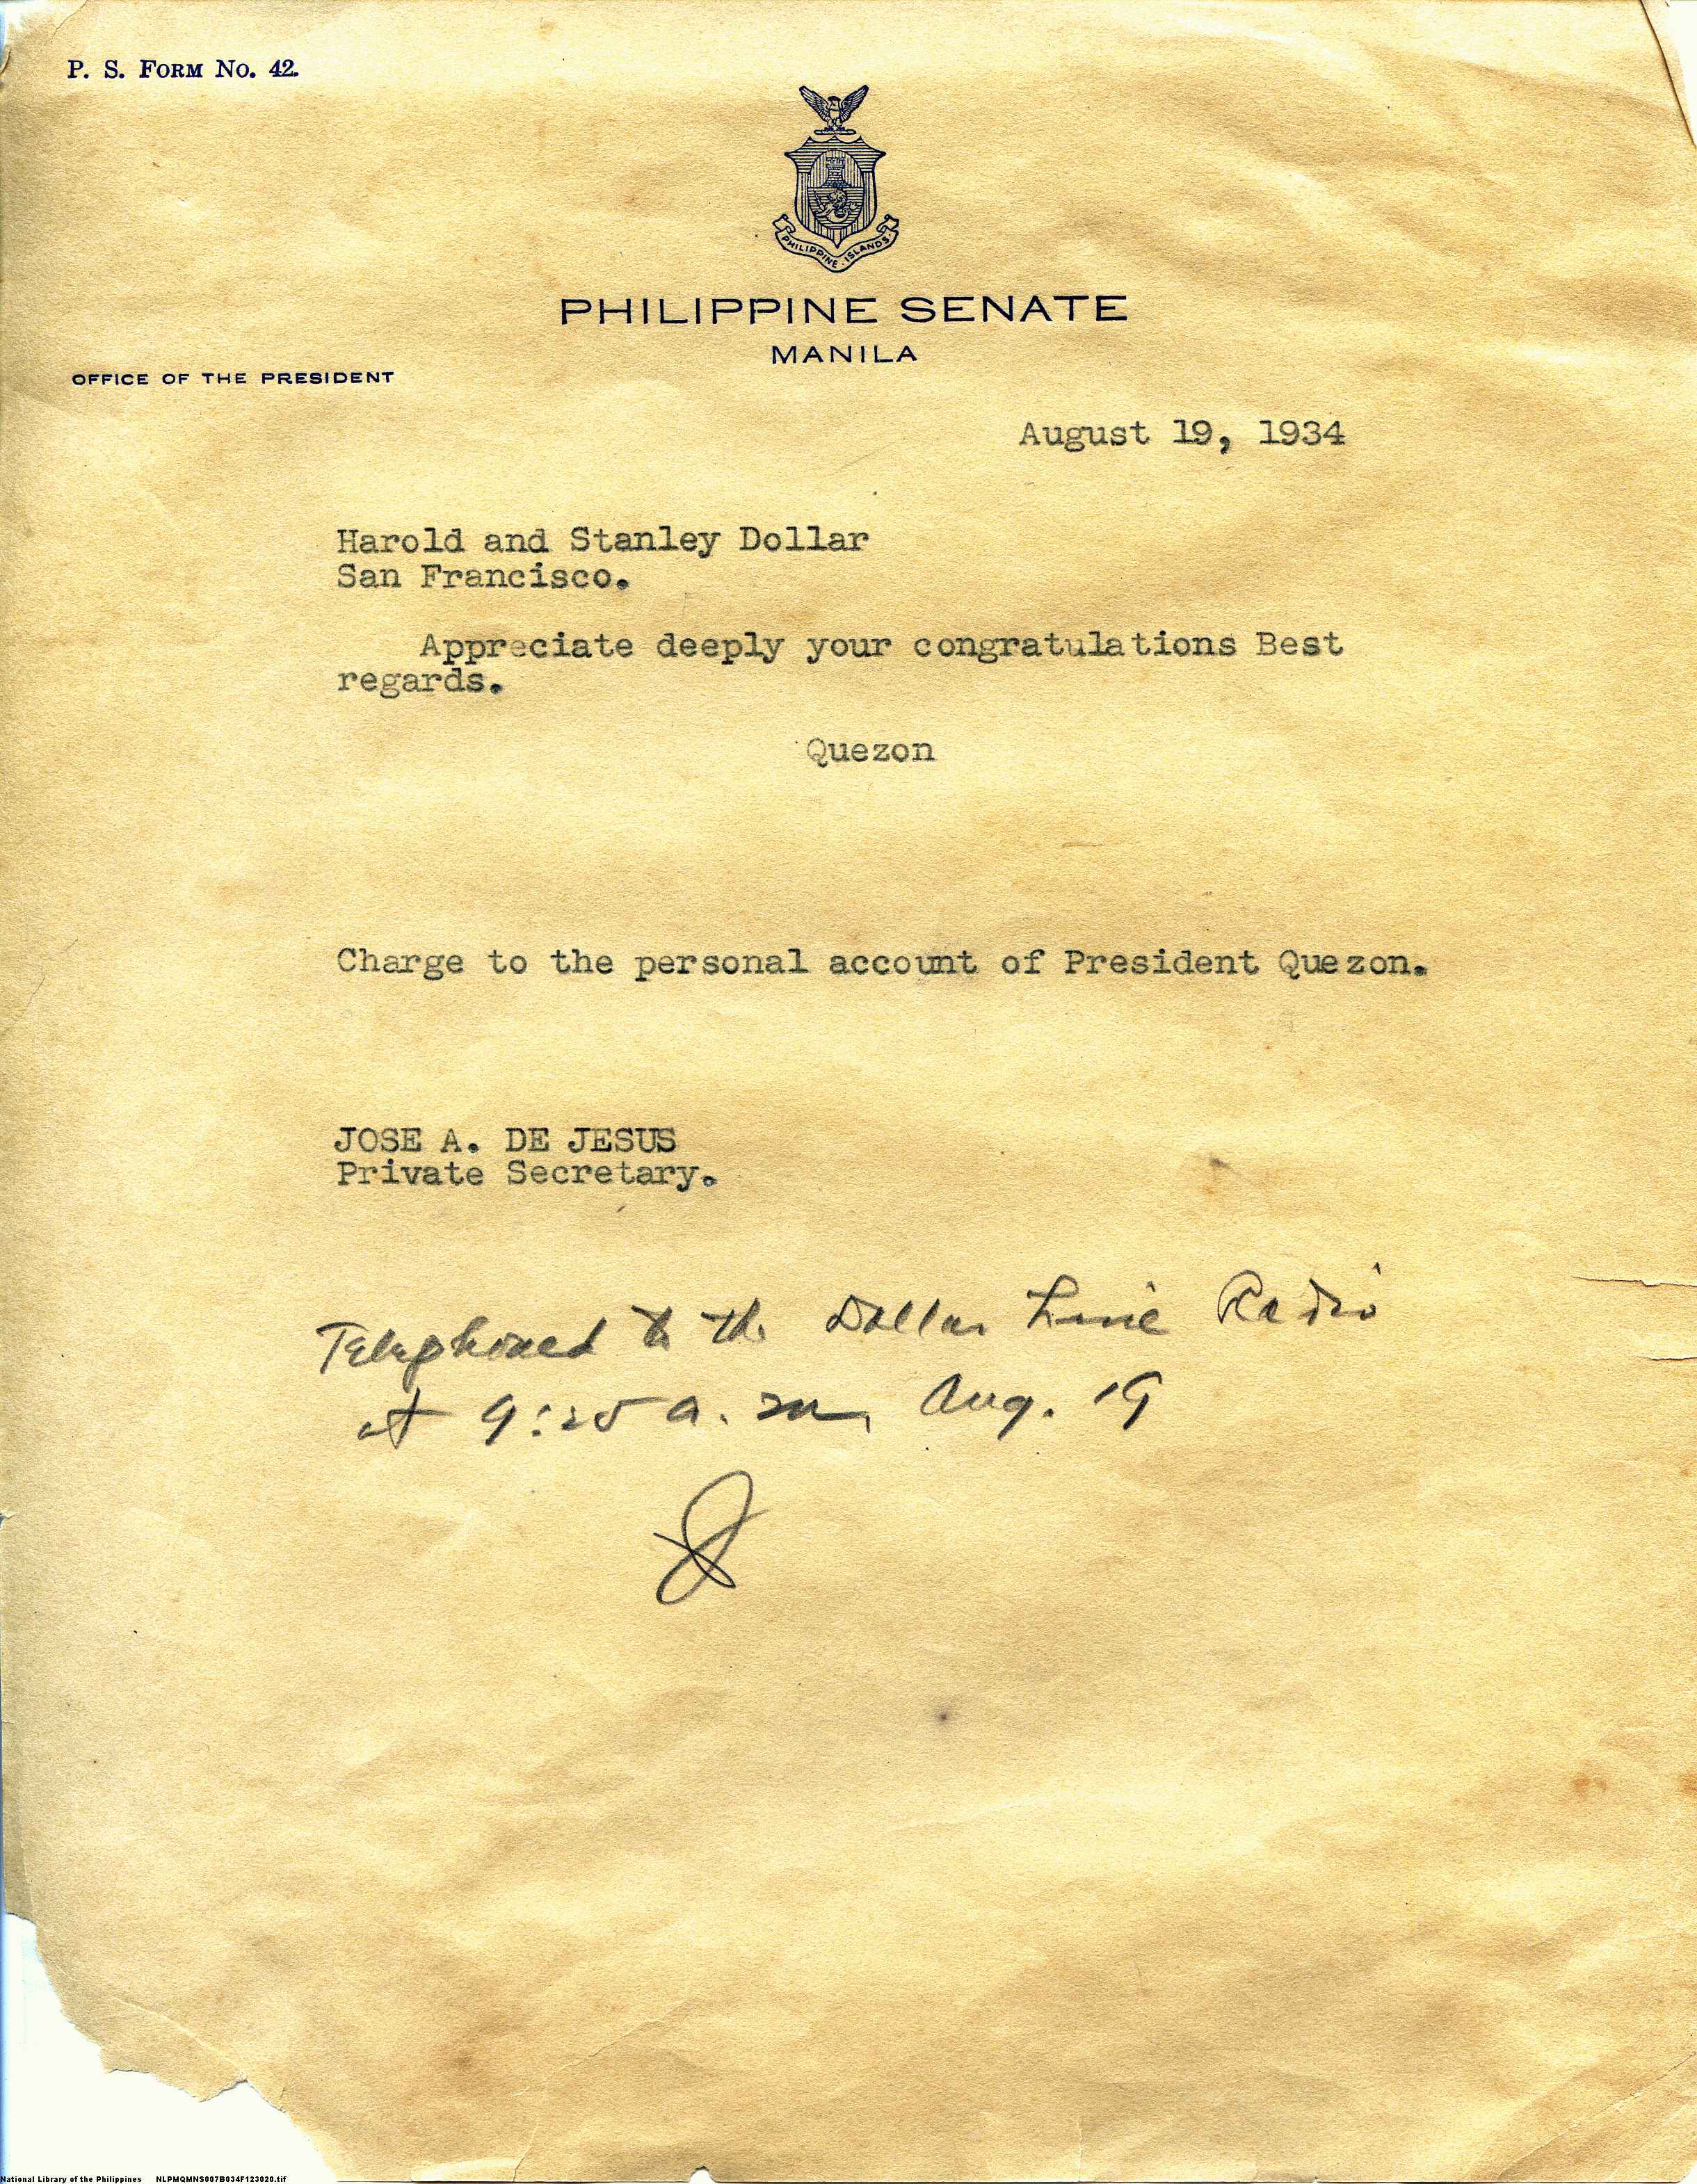 P. S. FORM NO. 42.
PHILIPPINE ISLANDS
PHILIPPINE SENATE
MANILA
OFFICE OF THE PRESIDENT
August 19, 1934
Harold and Stanley Dollar
San Francisco.
Appreciate deeply your congratulations Best
regards.
Quezon
Charge to the personal account of President Quezon.
JOSE A. DE JESUS
Private Secretary.
Telephoned to the Dollar Line Radio
at 9:25 a.m, Aug. 19
National Library of the Philippines NLPMQMNS007B034F123020.tif